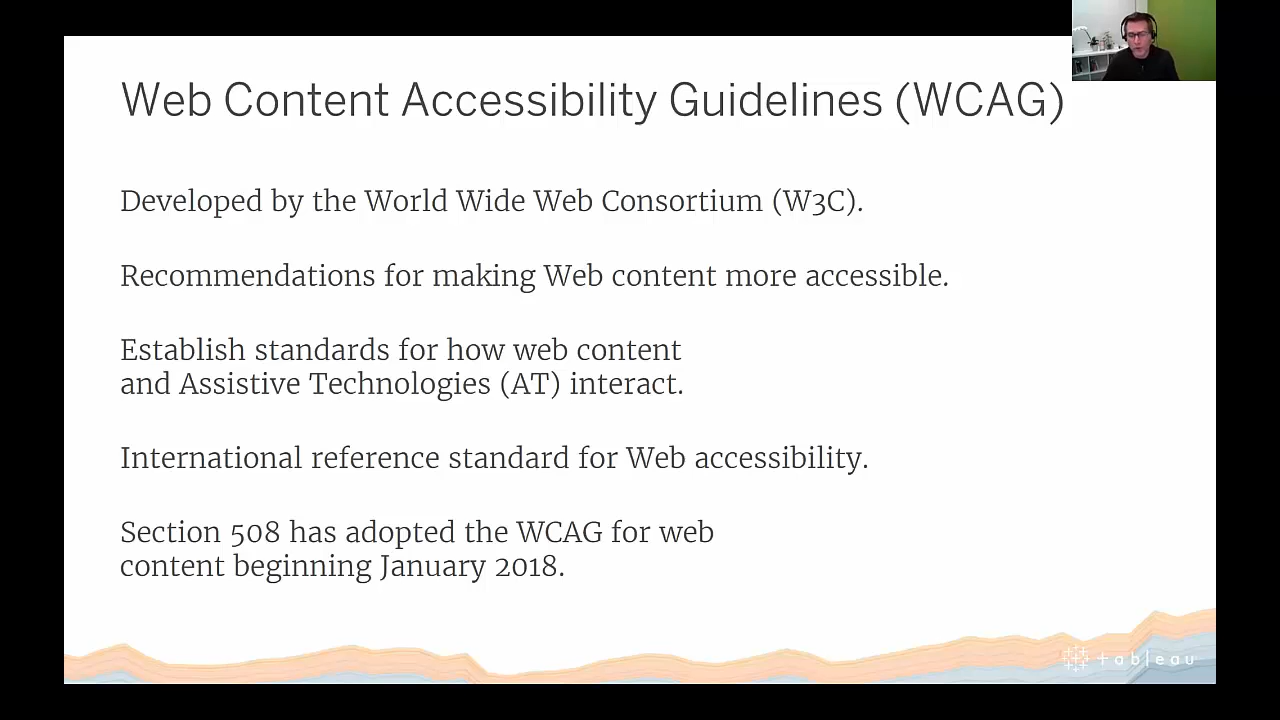 Web Content Accessibility Guidelines (WCAG)
Developed by the World Wide Web Consortium (W3C).
Recommendations for making Web content more accessible.
Establish standards for how web content
and Assistive Technologies (AT) interact.
International reference standard for Web accessibility.
Section 508 has adopted the WCAG for web
content beginning January 2018.
tableau